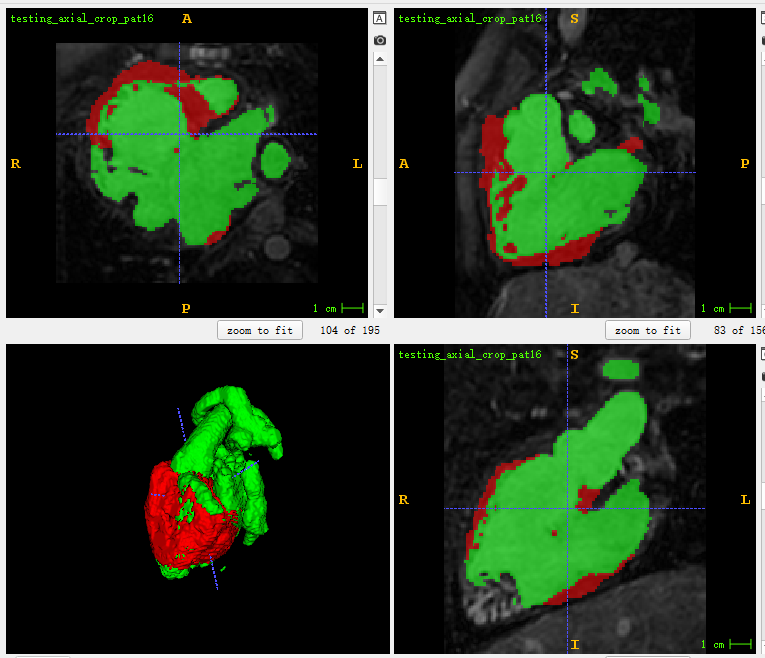 testing_axial_crop_pat16
A
A
R
L
P
1 cm
zoom to fit
104 of 195
testing_axial_crop_pat16
S
A
P
I
1 cm
zoom to fit
83 of 156
testing_axial_crop_pat16
S
R
L
I
1 cm